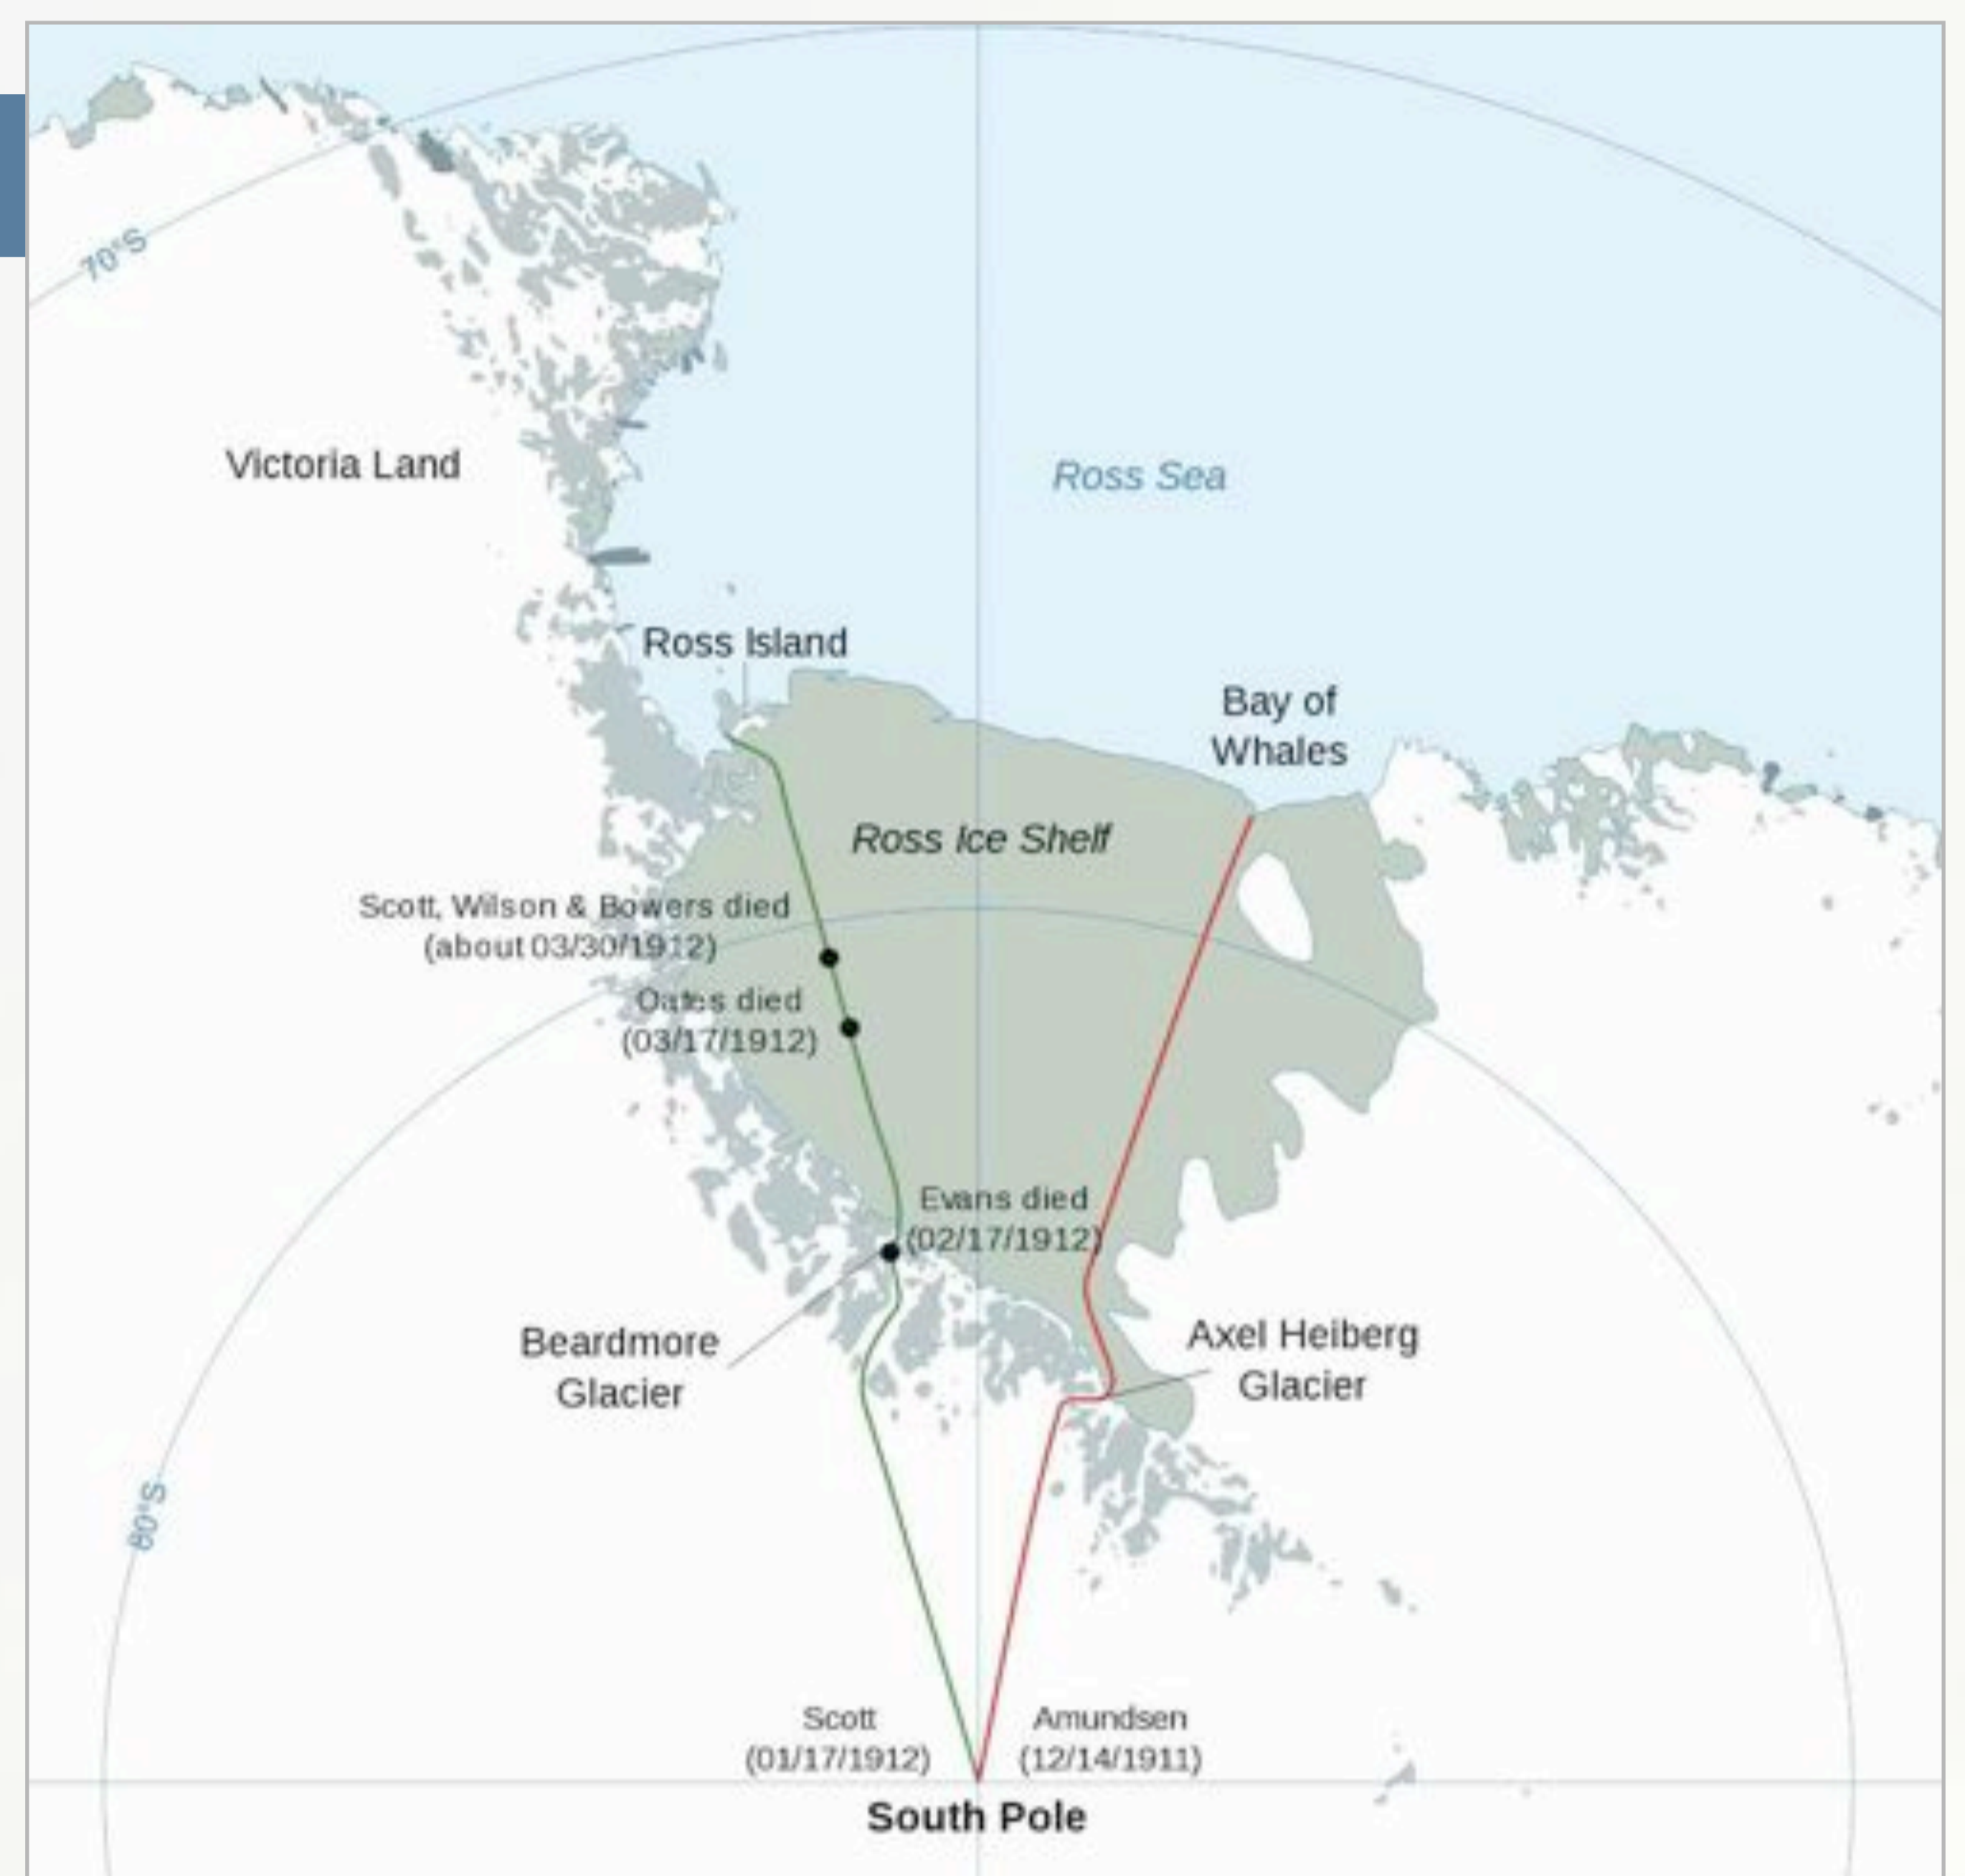 70°S
Victoria Land
Ross Sea
Ross Island
Bay of
Whales
Ross Ice Shelf
Scott, Wilson & Bowers died
(about 03/30/1912)
Oates died
(03/17/1912)
Evans died
(02/17/1912)
Beardmore
Glacier
Axel Heiberg
Glacier
80°S
Scott
(01/17/1912)
Amundsen
(12/14/1911)
South Pole